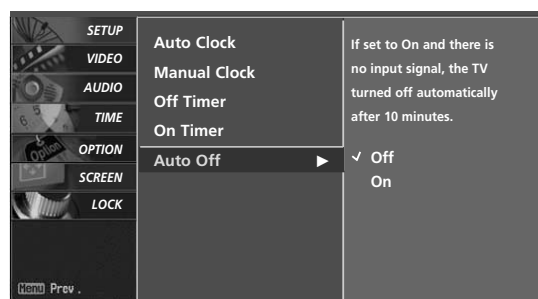 SETUP
VIDEO
AUDIO
TIME
OPTION
SCREEN
LOCK
Menu Prev.
Auto Clock
Manual Clock
Off Timer
On Timer
Auto Off
If set to On and there is
no input signal, the TV
turned off automatically
after 10 minutes.
Off
On